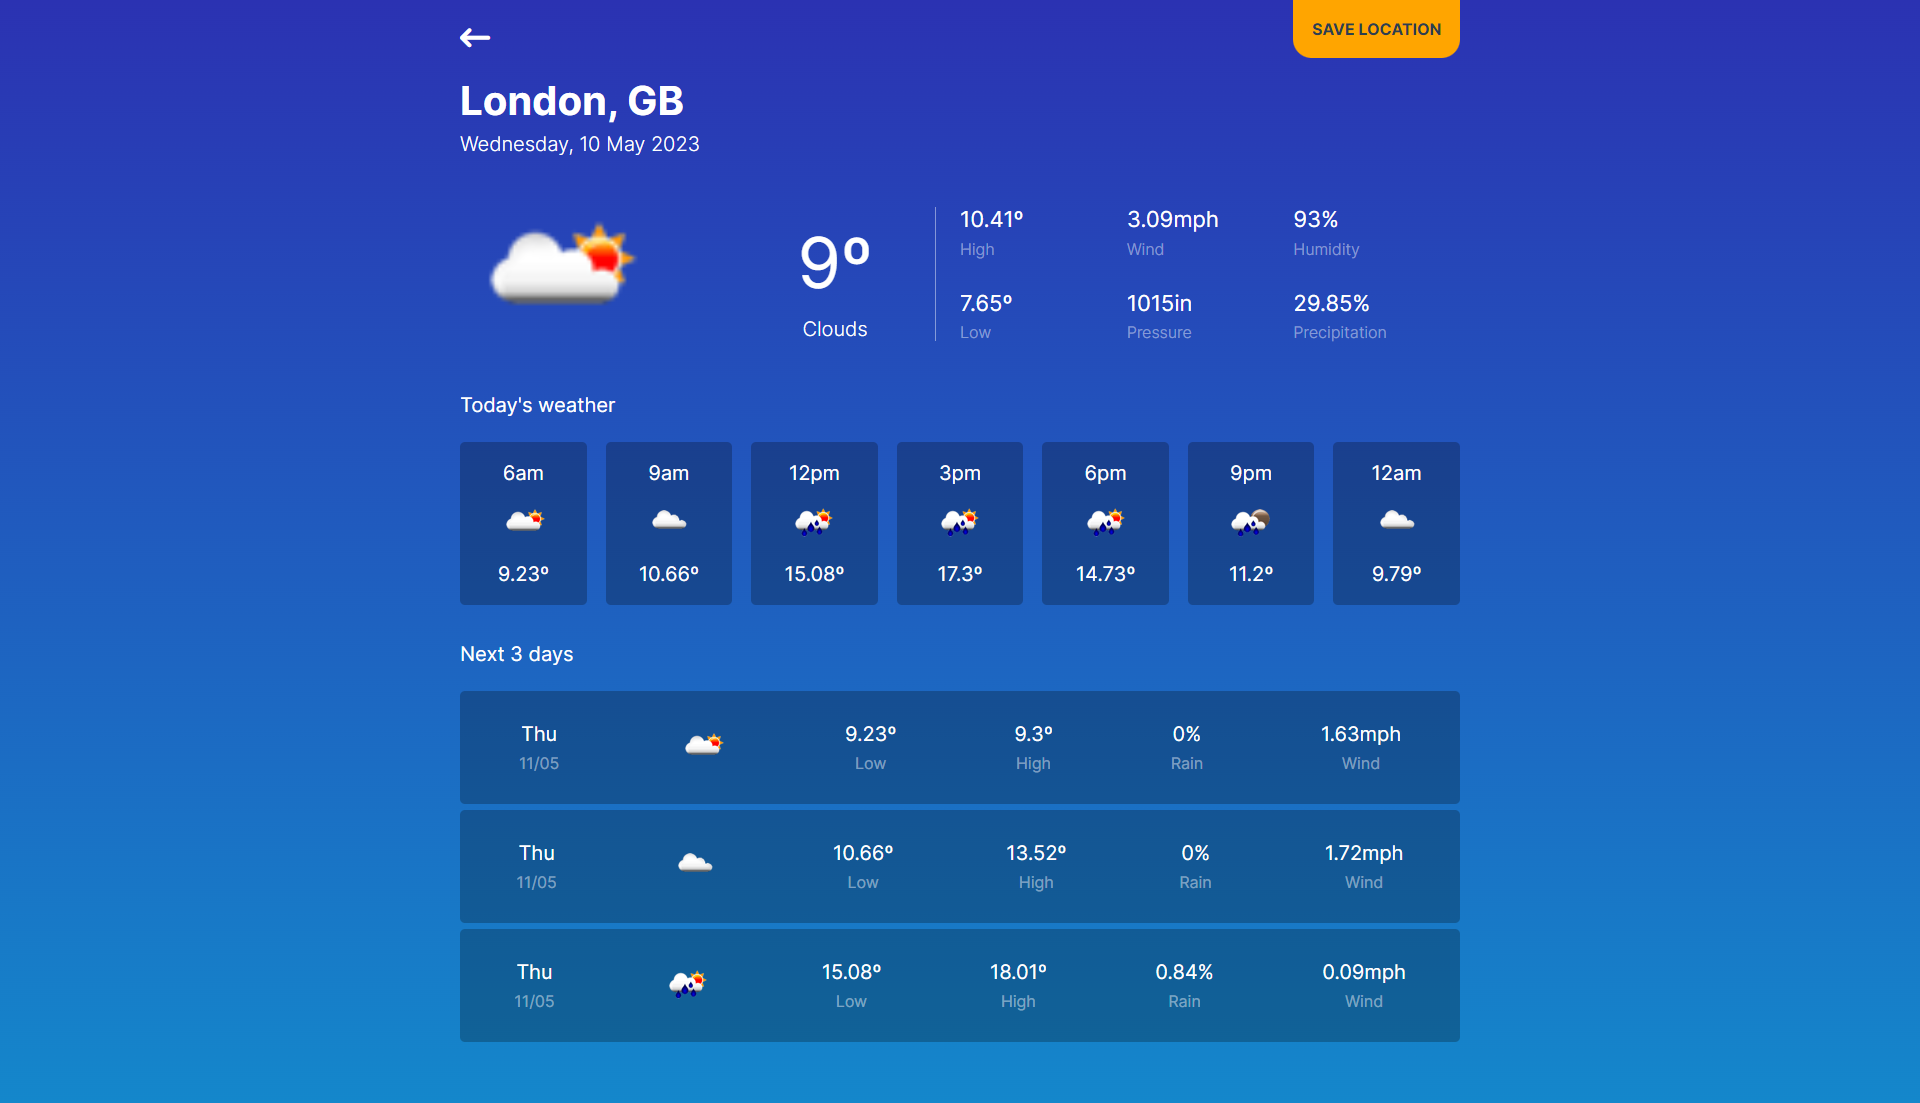 SAVE LOCATION
London, GB
Wednesday, 10 May 2023
9º
Clouds
10.41º 3.09mph 93%
High Wind Humidity
7.65º 1015in 29.85%
Low Pressure Precipitation
Today's weather
6am 9am 12pm 3pm 6pm 9pm 12am
9.23º 10.66º 15.08º 17.3º 14.73º 11.2º 9.79º
Next 3 days
Thu 9.23º 9.3º 0% 1.63mph
11/05 Low High Rain Wind
Thu 10.66º 13.52º 0% 1.72mph
11/05 Low High Rain Wind
Thu 15.08º 18.01º 0.84% 0.09mph
11/05 Low High Rain Wind